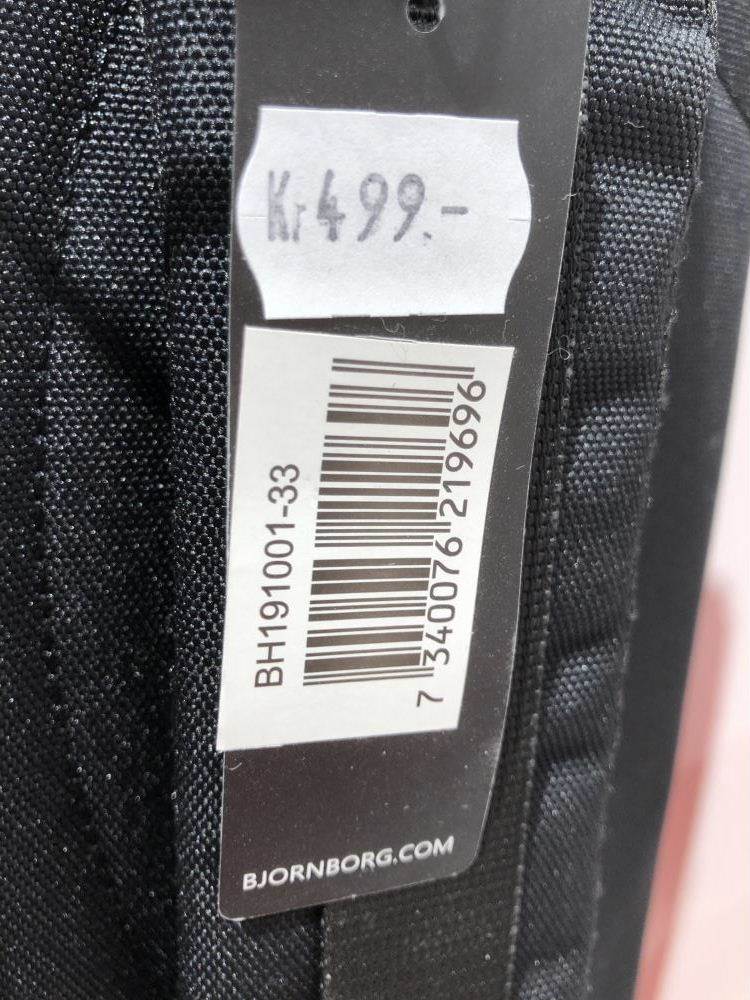 Kr 499.-
BH191001-33
7 340076 219696
BJORNBORG.COM